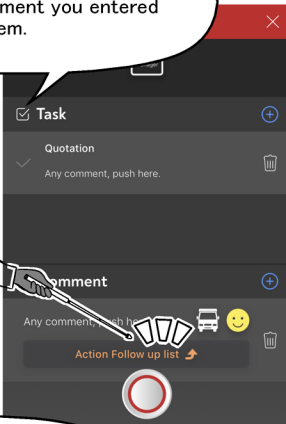 ment you entered
em.
Task
Quotation
Any comment, push here.
omment
Any comment, push he
Action Follow up list